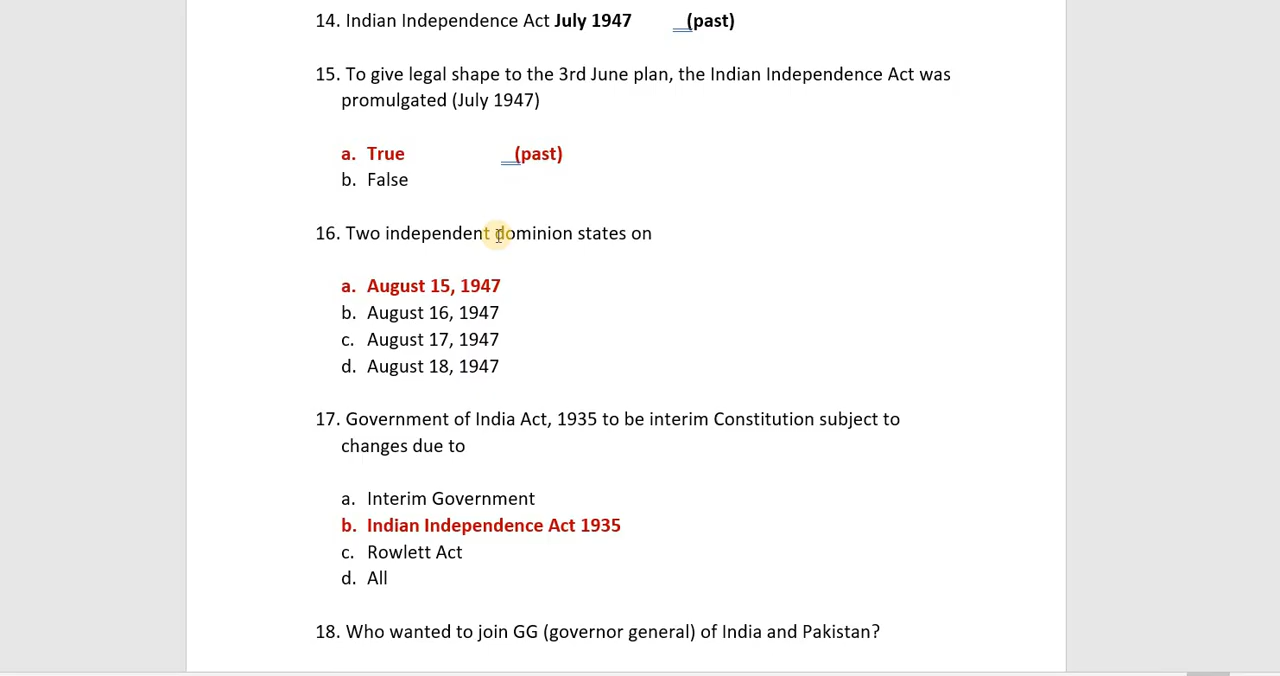 14. Indian Independence Act July 1947 __(past)
15. To give legal shape to the 3rd June plan, the Indian Independence Act was
promulgated (July 1947)
a. True __(past)
b. False
16. Two independent dominion states on
a. August 15, 1947
b. August 16, 1947
c. August 17, 1947
d. August 18, 1947
17. Government of India Act, 1935 to be interim Constitution subject to
changes due to
a. Interim Government
b. Indian Independence Act 1935
c. Rowlett Act
d. All
18. Who wanted to join GG (governor general) of India and Pakistan?